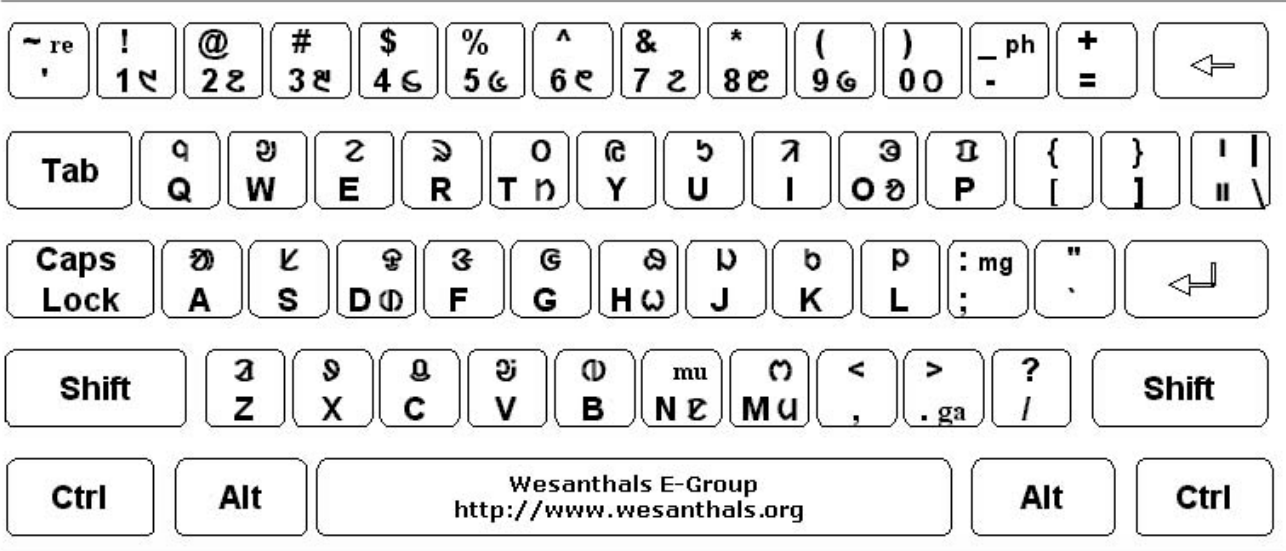 ~ re ! @ # $ % ^ & * ( ) _ ph +
' 1 ᱑ 2 ᱒ 3 ᱓ 4 ᱔ 5 ᱕ 6 ᱖ 7 ᱗ 8 ᱘ 9 ᱙ 0 ᱐ - =
Tab
ᱣ ᱮ ᱨ ᱛ ᱭ ᱩ ᱤ ᱳ ᱯ { } |
Q W E R T ᱴ Y U I O ᱚ P [ ] \
Caps Lock
ᱟ ᱥ ᱰ ᱝ ᱜ ᱷ ᱡ ᱠ ᱞ : mg "
A S D ᱫ F G H ᱦ J K L ; `
Shift
ᱪ ᱶ ᱵ mu ᱬ < > ?
Z X C V B N ᱱ M ᱢ , . ga /
Shift
Ctrl Alt
Wesanthals E-Group
http://www.wesanthals.org
Alt Ctrl